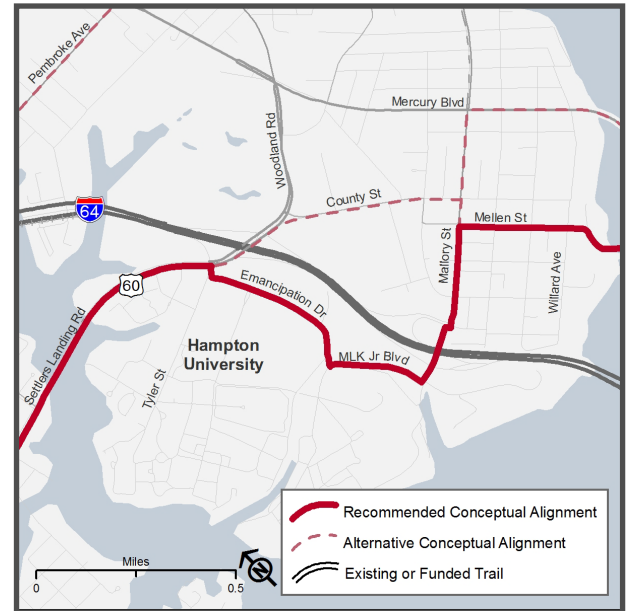 Pembroke Ave
Mercury Blvd
Woodland Rd
County St
64
Mellen St
Mallory St
Willard Ave
60
Emancipation Dr
Settlers Landing Rd
Hampton
University
MLK Jr Blvd
Tyler St
Recommended Conceptual Alignment
Alternative Conceptual Alignment
Existing or Funded Trail
Miles
0
0.5
N